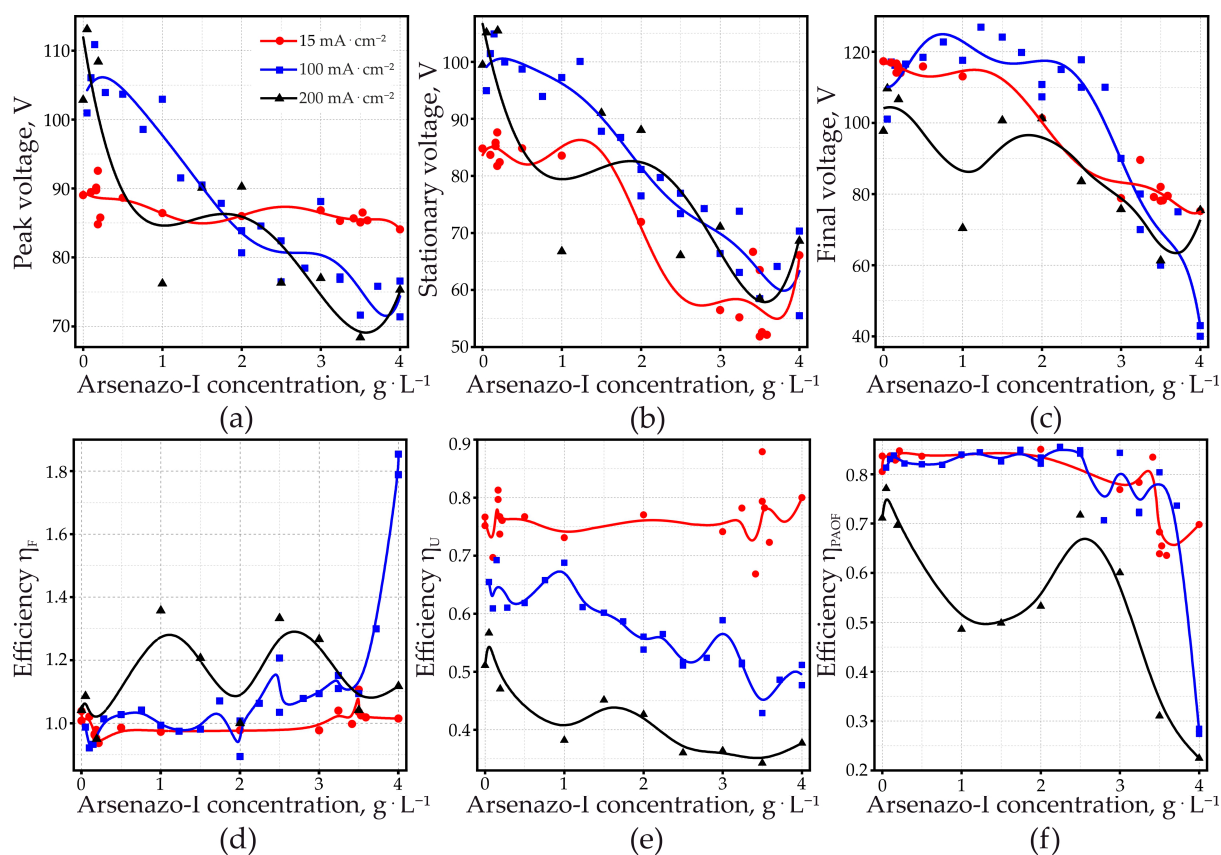 110
100
90
80
70
Peak voltage, V
15 mA·cm⁻²
100 mA·cm⁻²
200 mA·cm⁻²
0 1 2 3 4
Arsenazo-I concentration, g·L⁻¹
(a)
110
100
90
80
70
60
50
Stationary voltage, V
0 1 2 3 4
Arsenazo-I concentration, g·L⁻¹
(b)
120
100
80
60
40
Final voltage, V
0 1 2 3 4
Arsenazo-I concentration, g·L⁻¹
(c)
1.8
1.6
1.4
1.2
1.0
Efficiency ηF
0 1 2 3 4
Arsenazo-I concentration, g·L⁻¹
(d)
0.9
0.8
0.7
0.6
0.5
0.4
Efficiency ηU
0 1 2 3 4
Arsenazo-I concentration, g·L⁻¹
(e)
0.8
0.7
0.6
0.5
0.4
0.3
0.2
Efficiency ηPAOF
0 1 2 3 4
Arsenazo-I concentration, g·L⁻¹
(f)